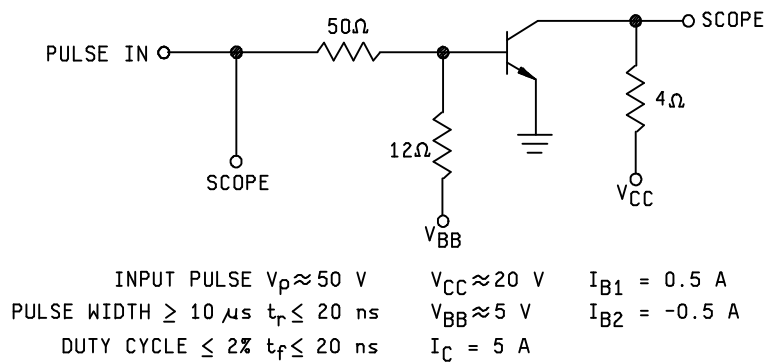 50Ω
SCOPE
PULSE IN
4Ω
12Ω
SCOPE
V_CC
V_BB
INPUT PULSE V_p≈50 V V_CC≈20 V I_B1 = 0.5 A
PULSE WIDTH ≥ 10 μs t_r≤ 20 ns V_BB≈5 V I_B2 = -0.5 A
DUTY CYCLE ≤ 2% t_f≤ 20 ns I_C = 5 A